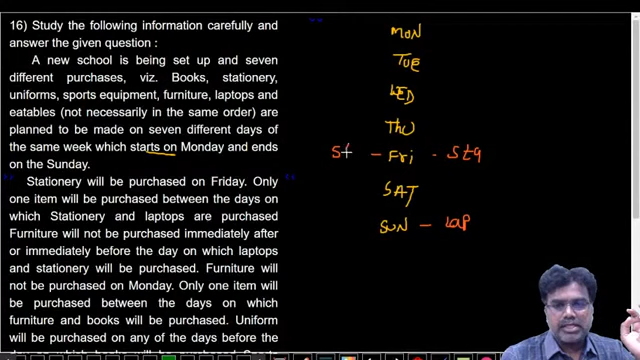 16) Study the following information carefully and
answer the given question :
A new school is being set up and seven
different purchases, viz. Books, stationery,
uniforms, sports equipment, furniture, laptops and
eatables (not necessarily in the same order) are
planned to be made on seven different days of
the same week which starts on Monday and ends
on the Sunday.
Stationery will be purchased on Friday. Only
one item will be purchased between the days on
which Stationery and laptops are purchased
Furniture will not be purchased immediately after
or immediately before the day on which laptops
and stationery will be purchased. Furniture will
not be purchased on Monday. Only one item will
be purchased between the days on which
furniture and books will be purchased. Uniform
will be purchased on any of the days before the
MON
TUE
WED
Thu
St - Fri - Sta
SAT
SUN - Lap